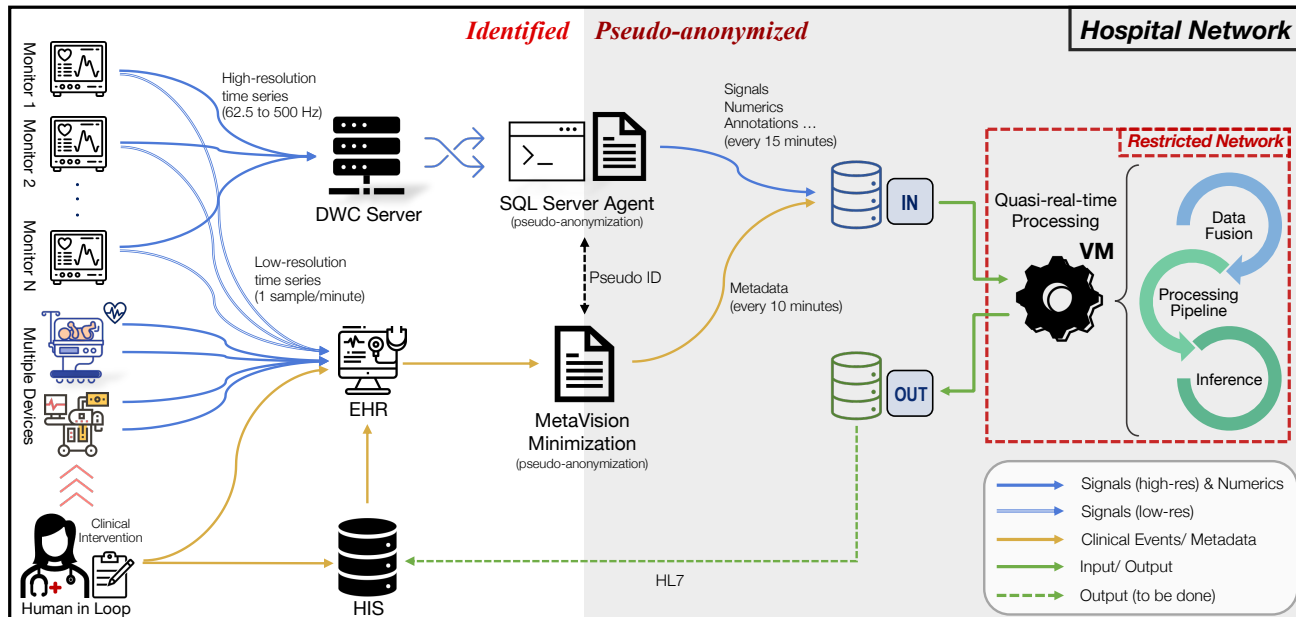 Identified
Pseudo-anonymized
Hospital Network
Monitor 1
Monitor 2
Monitor N
Multiple Devices
High-resolution
time series
(62.5 to 500 Hz)
DWC Server
>_
SQL Server Agent
(pseudo-anonymization)
Signals
Numerics
Annotations ...
(every 15 minutes)
IN
Restricted Network
Quasi-real-time
Processing
VM
Data
Fusion
Processing
Pipeline
Inference
Low-resolution
time series
(1 sample/minute)
Pseudo ID
Metadata
(every 10 minutes)
EHR
MetaVision
Minimization
(pseudo-anonymization)
OUT
Clinical
Intervention
Human in Loop
HIS
HL7
Signals (high-res) & Numerics
Signals (low-res)
Clinical Events/ Metadata
Input/ Output
Output (to be done)